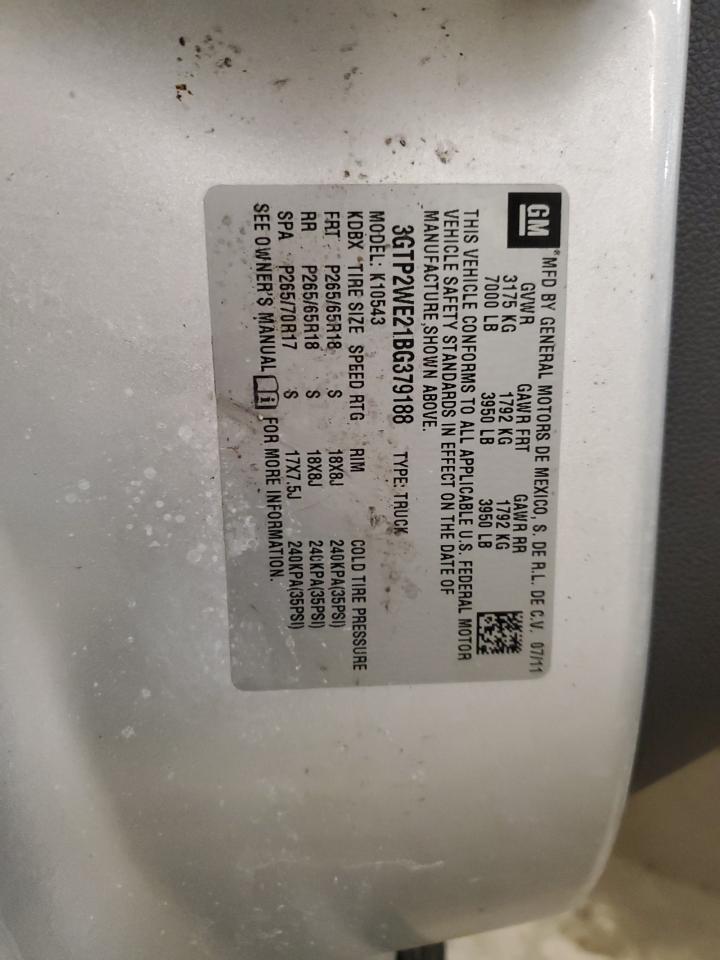 GM ®MFD BY GENERAL MOTORS DE MEXICO, S. DE R.L. DE C.V. 07/11
GVWR GAWR FRT GAWR RR
3175 KG 1792 KG 1792 KG
7000 LB 3950 LB 3950 LB
THIS VEHICLE CONFORMS TO ALL APPLICABLE U.S. FEDERAL MOTOR
VEHICLE SAFETY STANDARDS IN EFFECT ON THE DATE OF
MANUFACTURE SHOWN ABOVE.
3GTP2WE21BG379188 TYPE: TRUCK
MODEL: K10543
KDBX TIRE SIZE SPEED RTG RIM COLD TIRE PRESSURE
FRT P265/65R18 S 18X8J 240KPA(35PSI)
RR P265/65R18 S 18X8J 240KPA(35PSI)
SPA P265/70R17 S 17X7.5J 240KPA(35PSI)
SEE OWNER'S MANUAL FOR MORE INFORMATION.